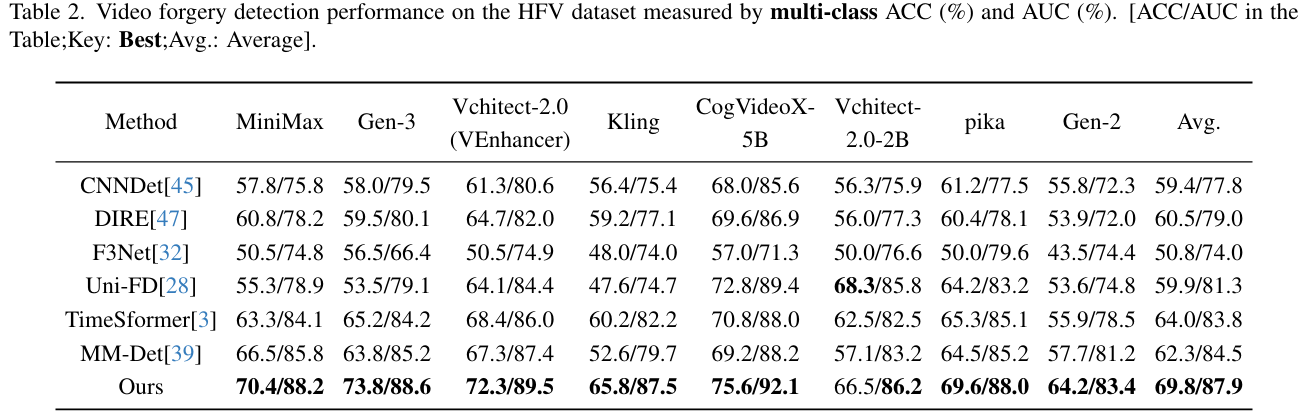 Table 2. Video forgery detection performance on the HFV dataset measured by multi-class ACC (%) and AUC (%). [ACC/AUC in the
Table;Key: Best;Avg.: Average].
Method MiniMax Gen-3 Vchitect-2.0 (VEnhancer) Kling CogVideoX-5B Vchitect-2.0-2B pika Gen-2 Avg.
CNNDet[45] 57.8/75.8 58.0/79.5 61.3/80.6 56.4/75.4 68.0/85.6 56.3/75.9 61.2/77.5 55.8/72.3 59.4/77.8
DIRE[47] 60.8/78.2 59.5/80.1 64.7/82.0 59.2/77.1 69.6/86.9 56.0/77.3 60.4/78.1 53.9/72.0 60.5/79.0
F3Net[32] 50.5/74.8 56.5/66.4 50.5/74.9 48.0/74.0 57.0/71.3 50.0/76.6 50.0/79.6 43.5/74.4 50.8/74.0
Uni-FD[28] 55.3/78.9 53.5/79.1 64.1/84.4 47.6/74.7 72.8/89.4 68.3/85.8 64.2/83.2 53.6/74.8 59.9/81.3
TimeSformer[3] 63.3/84.1 65.2/84.2 68.4/86.0 60.2/82.2 70.8/88.0 62.5/82.5 65.3/85.1 55.9/78.5 64.0/83.8
MM-Det[39] 66.5/85.8 63.8/85.2 67.3/87.4 52.6/79.7 69.2/88.2 57.1/83.2 64.5/85.2 57.7/81.2 62.3/84.5
Ours 70.4/88.2 73.8/88.6 72.3/89.5 65.8/87.5 75.6/92.1 66.5/86.2 69.6/88.0 64.2/83.4 69.8/87.9